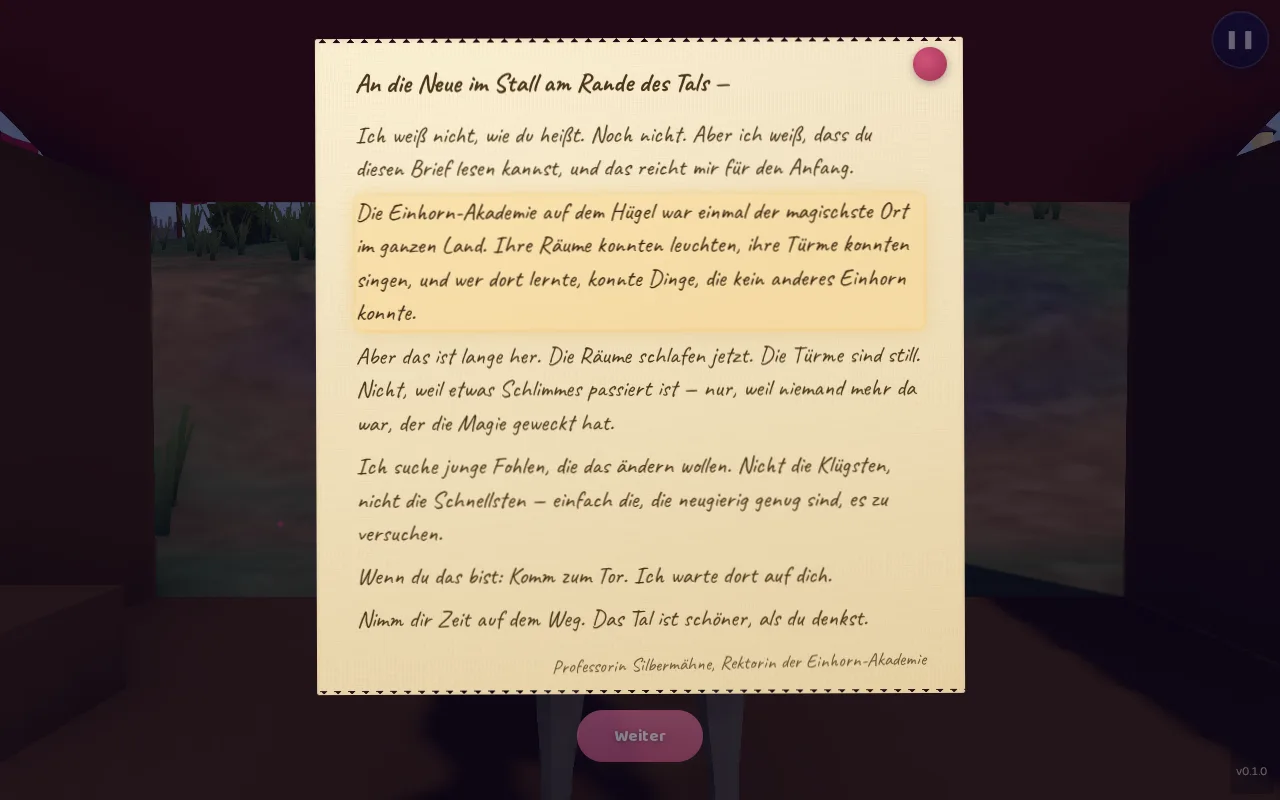 An die Neue im Stall am Rande des Tals –
Ich weiß nicht, wie du heißt. Noch nicht. Aber ich weiß, dass du
diesen Brief lesen kannst, und das reicht mir für den Anfang.
Die Einhorn-Akademie auf dem Hügel war einmal der magischste Ort
im ganzen Land. Ihre Räume konnten leuchten, ihre Türme konnten
singen, und wer dort lernte, konnte Dinge, die kein anderes Einhorn
konnte.
Aber das ist lange her. Die Räume schlafen jetzt. Die Türme sind still.
Nicht, weil etwas Schlimmes passiert ist – nur, weil niemand mehr da
war, der die Magie geweckt hat.
Ich suche junge Fohlen, die das ändern wollen. Nicht die Klügsten,
nicht die Schnellsten – einfach die, die neugierig genug sind, es zu
versuchen.
Wenn du das bist: Komm zum Tor. Ich warte dort auf dich.
Nimm dir Zeit auf dem Weg. Das Tal ist schöner, als du denkst.
Professorin Silbermähne, Rektorin der Einhorn-Akademie
Weiter
v0.1.0